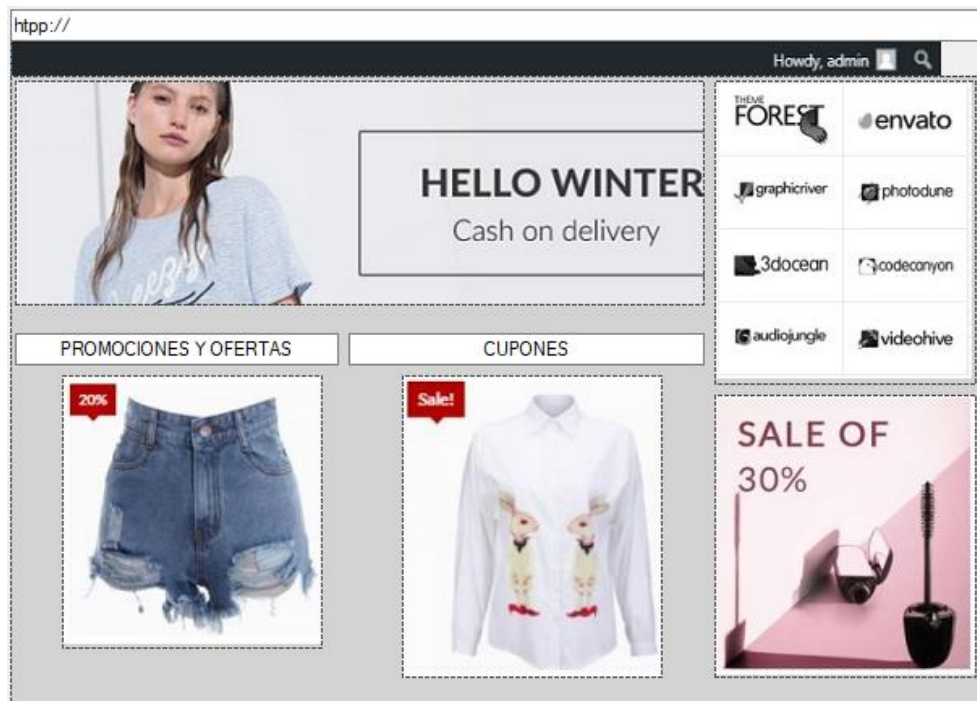 htpp://
Howdy, admin
HELLO WINTER
Cash on delivery
THEME
FOREST
envato
graphicriver
photodune
3docean
codecanyon
audiojungle
videohive
PROMOCIONES Y OFERTAS
CUPONES
20%
Sale!
SALE OF
30%